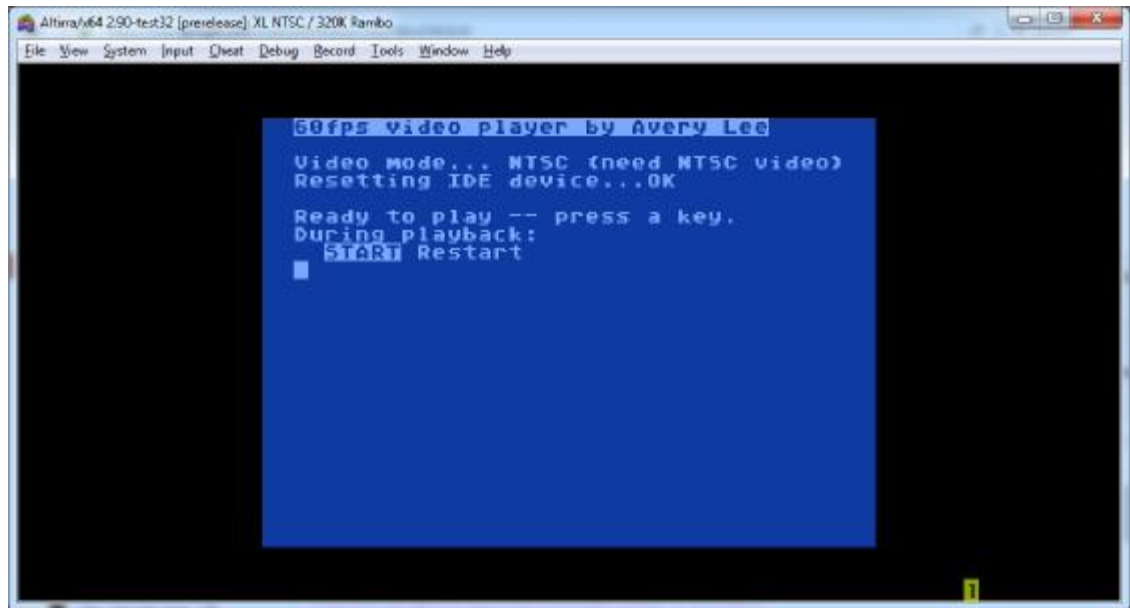 Altirra/x64 2.90-test32 [prerelease]: XL NTSC / 320K Rambo
File View System Input Cheat Debug Record Tools Window Help
60fps video player by Avery Lee
Video mode... NTSC (need NTSC video)
Resetting IDE device...OK
Ready to play -- press a key.
During playback:
START Restart
1